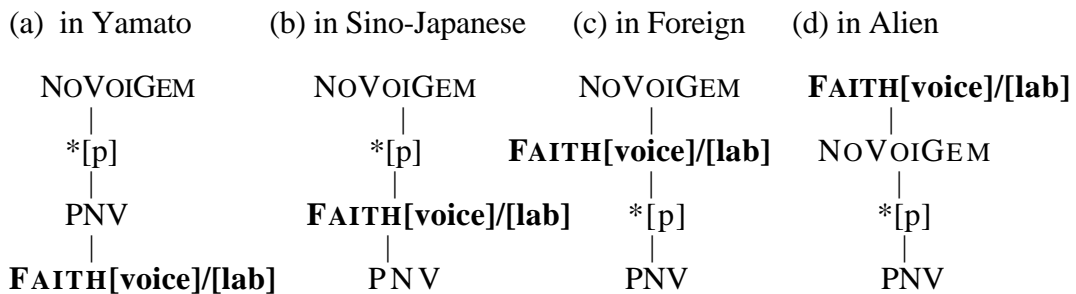 (a) in Yamato (b) in Sino-Japanese (c) in Foreign (d) in Alien
NOVOIGEM NOVOIGEM NOVOIGEM FAITH[voice]/[lab]
*[p] *[p] FAITH[voice]/[lab] NOVOIGEM
PNV FAITH[voice]/[lab] *[p] *[p]
FAITH[voice]/[lab] PNV PNV PNV